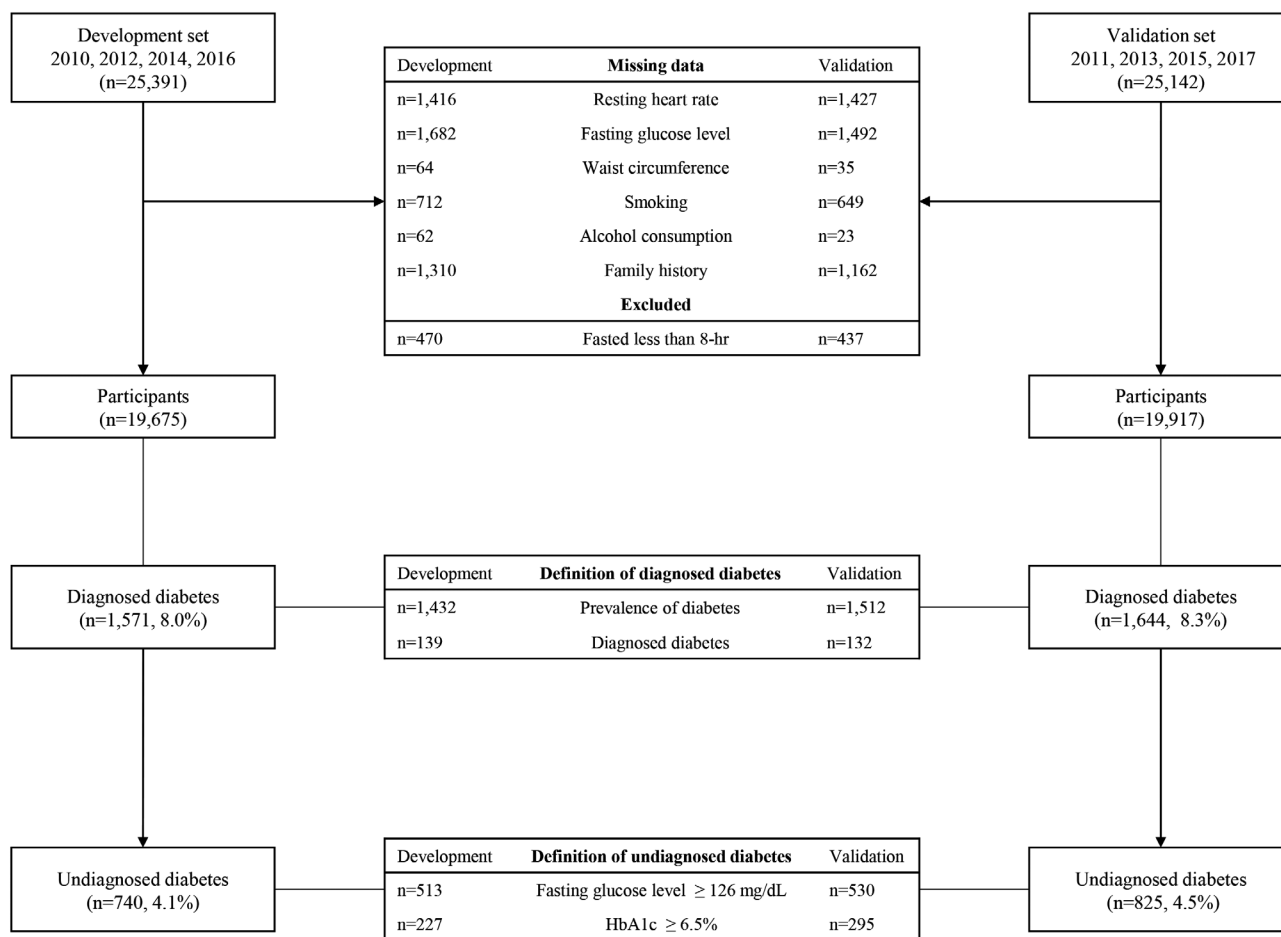 Development set
2010, 2012, 2014, 2016
(n=25,391)
Validation set
2011, 2013, 2015, 2017
(n=25,142)
Development Missing data Validation
n=1,416 Resting heart rate n=1,427
n=1,682 Fasting glucose level n=1,492
n=64 Waist circumference n=35
n=712 Smoking n=649
n=62 Alcohol consumption n=23
n=1,310 Family history n=1,162
Excluded
n=470 Fasted less than 8-hr n=437
Participants
(n=19,675)
Participants
(n=19,917)
Diagnosed diabetes
(n=1,571, 8.0%)
Development Definition of diagnosed diabetes Validation
n=1,432 Prevalence of diabetes n=1,512
n=139 Diagnosed diabetes n=132
Diagnosed diabetes
(n=1,644, 8.3%)
Undiagnosed diabetes
(n=740, 4.1%)
Development Definition of undiagnosed diabetes Validation
n=513 Fasting glucose level ≥ 126 mg/dL n=530
n=227 HbA1c ≥ 6.5% n=295
Undiagnosed diabetes
(n=825, 4.5%)